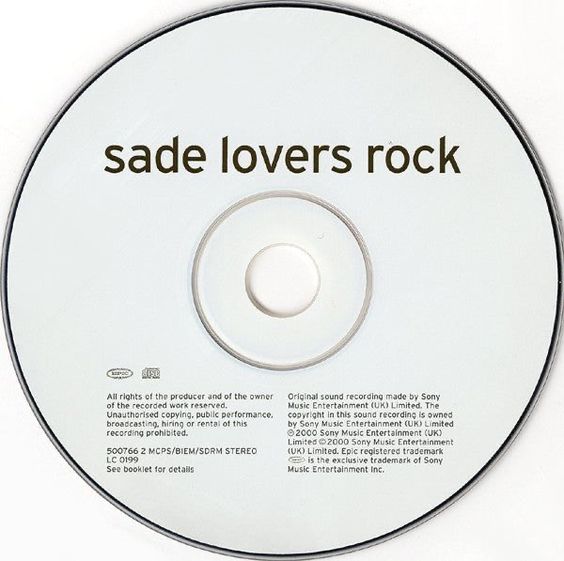 sade lovers rock
EPIC
All rights of the producer and of the owner
of the recorded work reserved.
Unauthorised copying, public performance,
broadcasting, hiring or rental of this
recording prohibited.
500766 2 MCPS/BIEM/SDRM STEREO
LC 0199
See booklet for details
Original sound recording made by Sony
Music Entertainment (UK) Limited. The
copyright in this sound recording is owned
by Sony Music Entertainment (UK) Limited
℗ 2000 Sony Music Entertainment (UK)
Limited © 2000 Sony Music Entertainment
(UK) Limited. Epic registered trademark
is the exclusive trademark of Sony
Music Entertainment Inc.